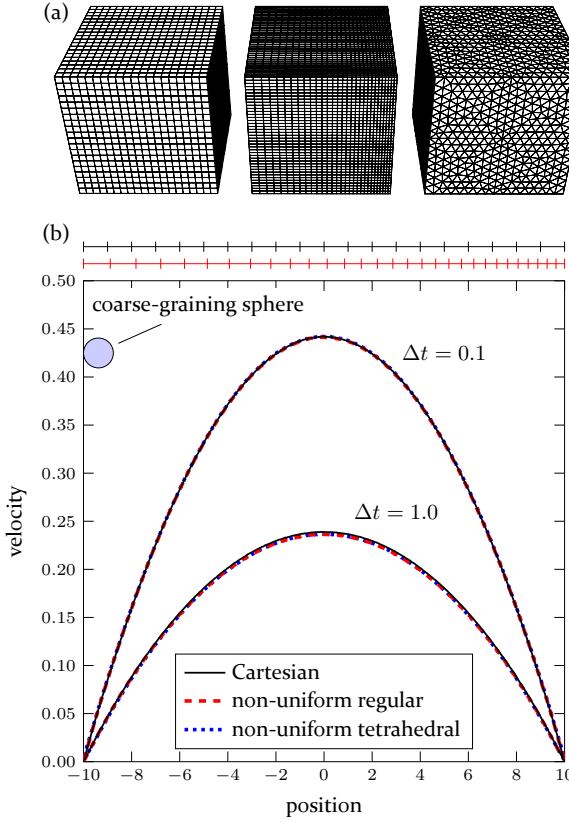 (a)
(b)
0.50
coarse-graining sphere
0.45
Δt = 0.1
0.40
0.35
0.30
velocity
0.25
Δt = 1.0
0.20
0.15
0.10
Cartesian
non-uniform regular
0.05
non-uniform tetrahedral
0.00
−10 −8 −6 −4 −2 0 2 4 6 8 10
position